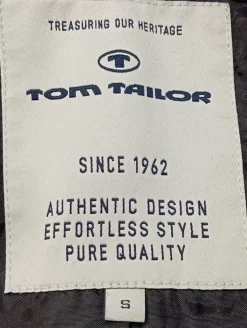 TREASURING OUR HERITAGE
T
TOM TAILOR
SINCE 1962
AUTHENTIC DESIGN
EFFORTLESS STYLE
PURE QUALITY
S